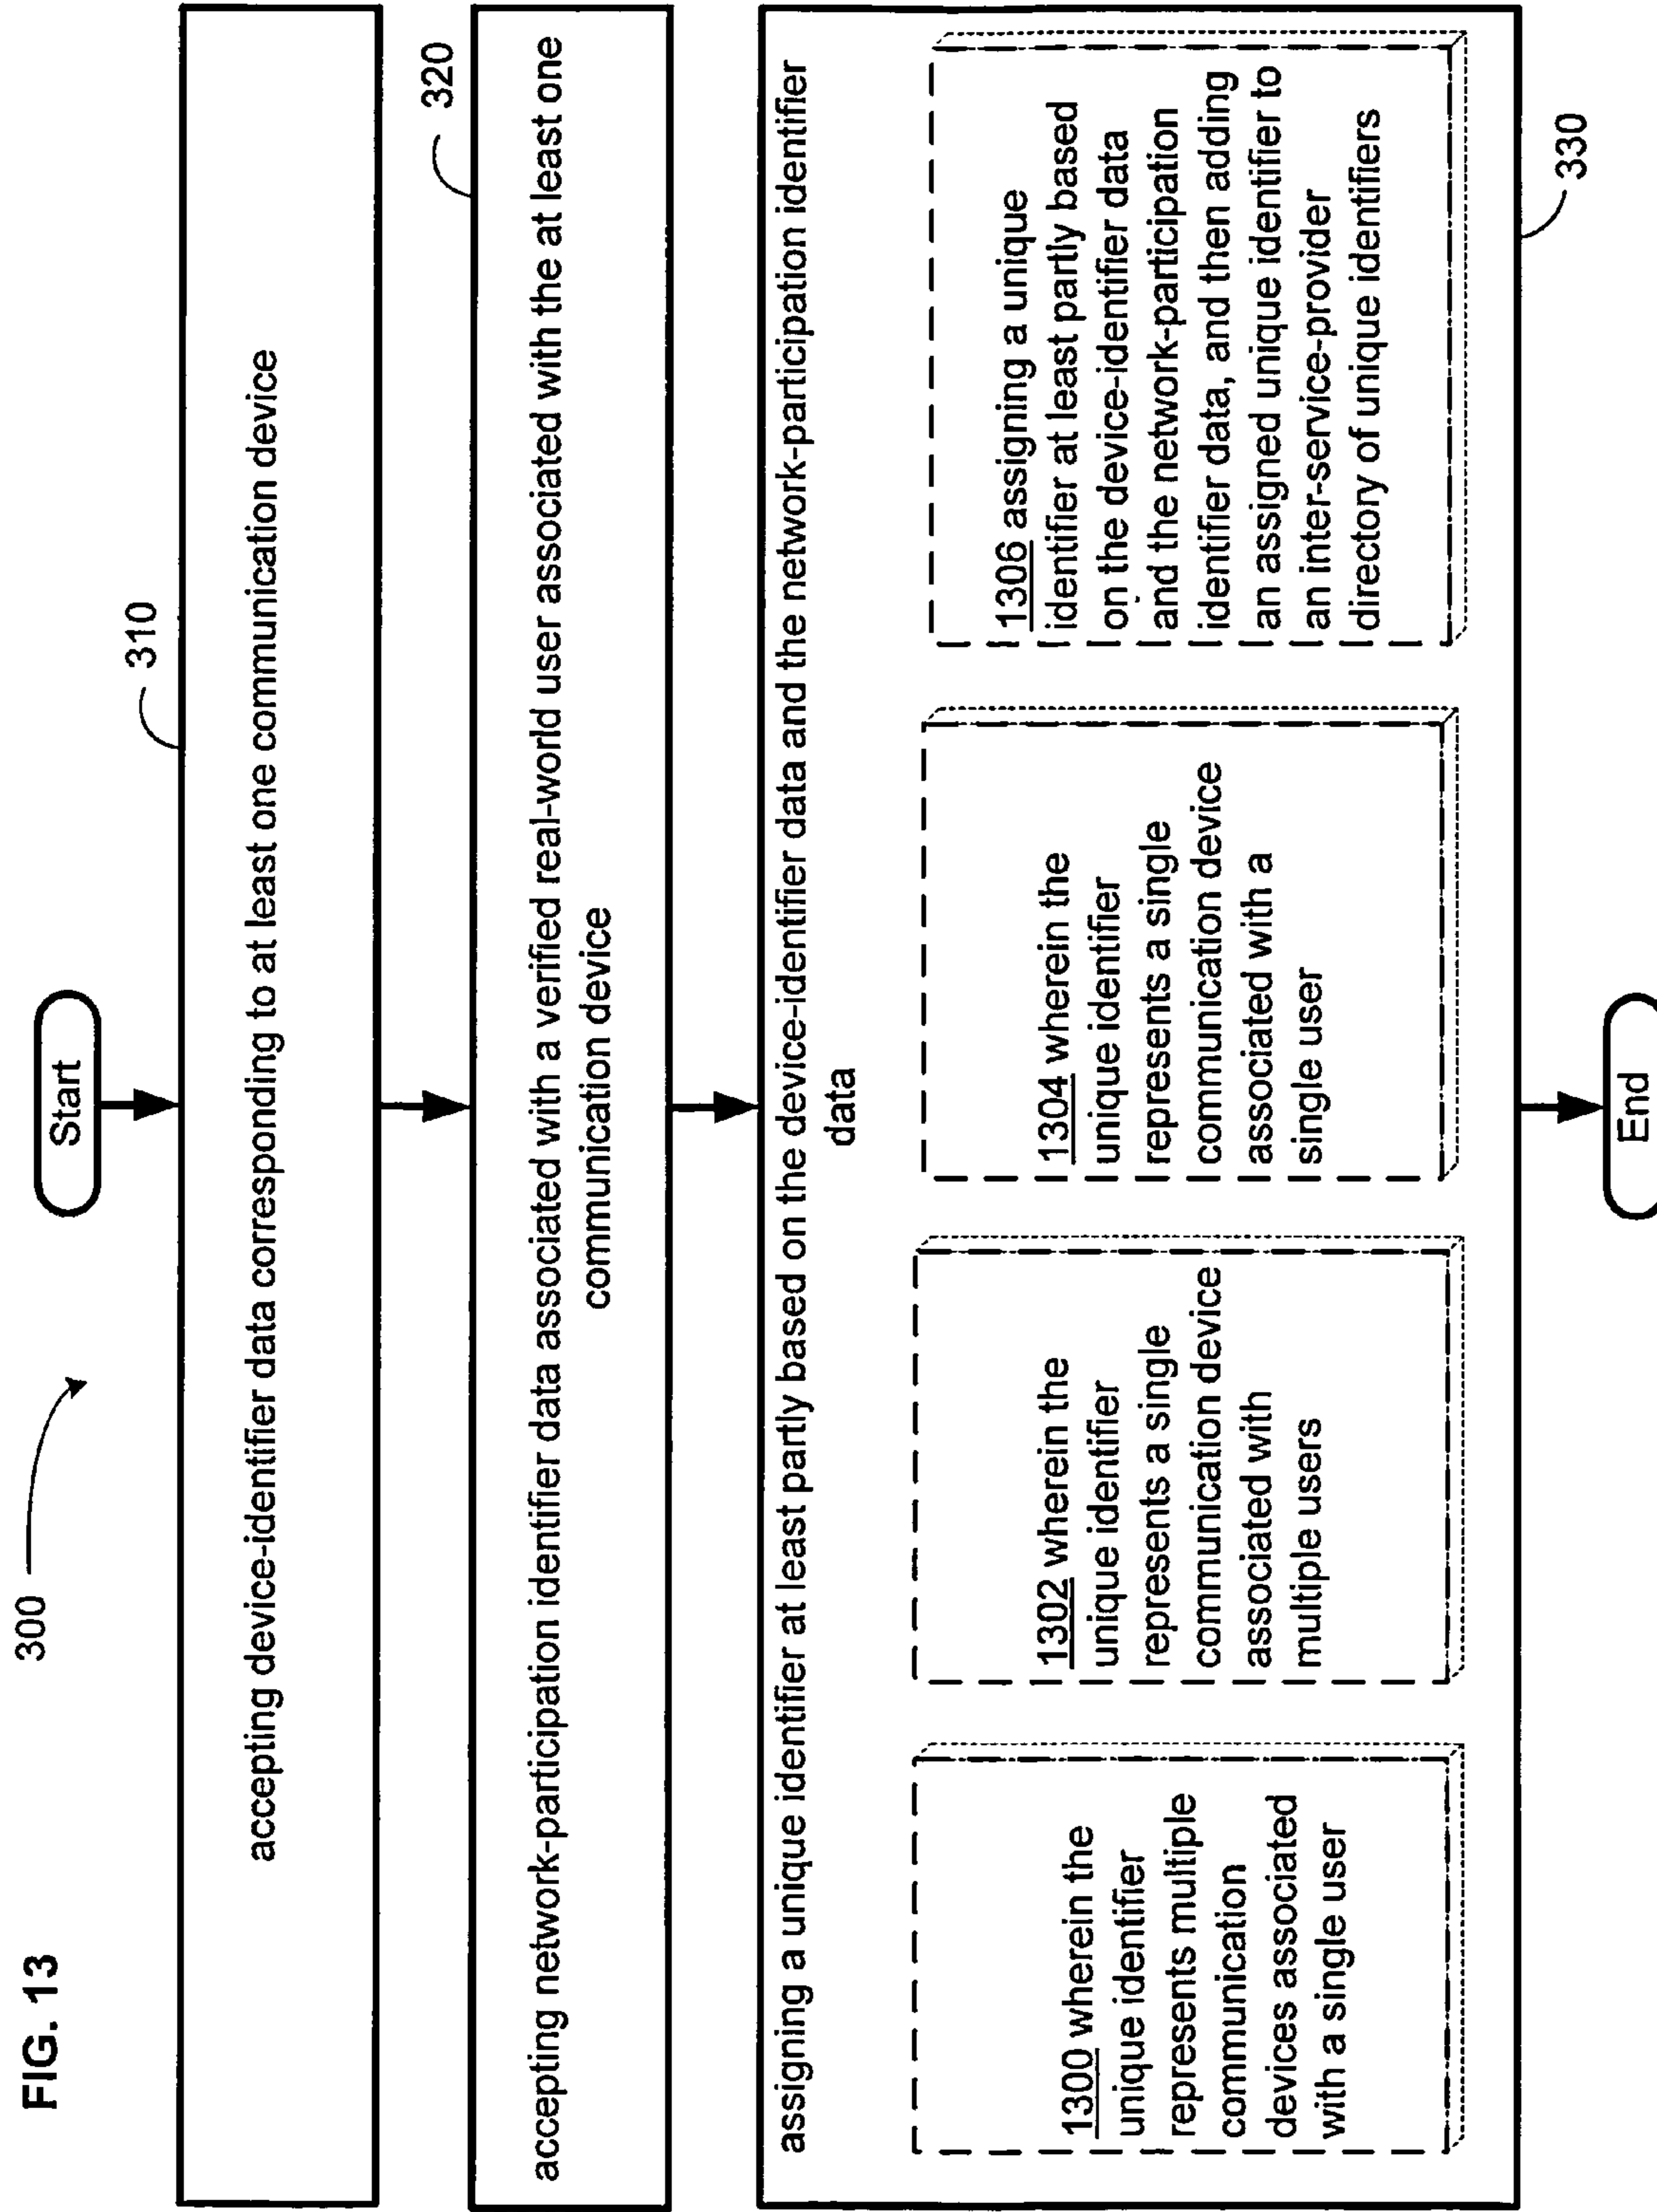 FIG. 13
300
Start
310
accepting device-identifier data corresponding to at least one communication device
320
accepting network-participation identifier data associated with a verified real-world user associated with the at least one
communication device
assigning a unique identifier at least partly based on the device-identifier data and the network-participation identifier
data
1300 wherein the
unique identifier
represents multiple
communication
devices associated
with a single user
1302 wherein the
unique identifier
represents a single
communication device
associated with
multiple users
1304 wherein the
unique identifier
represents a single
communication device
associated with a
single user
1306 assigning a unique
identifier at least partly based
on the device-identifier data
and the network-participation
identifier data, and then adding
an assigned unique identifier to
an inter-service-provider
directory of unique identifiers
330
End